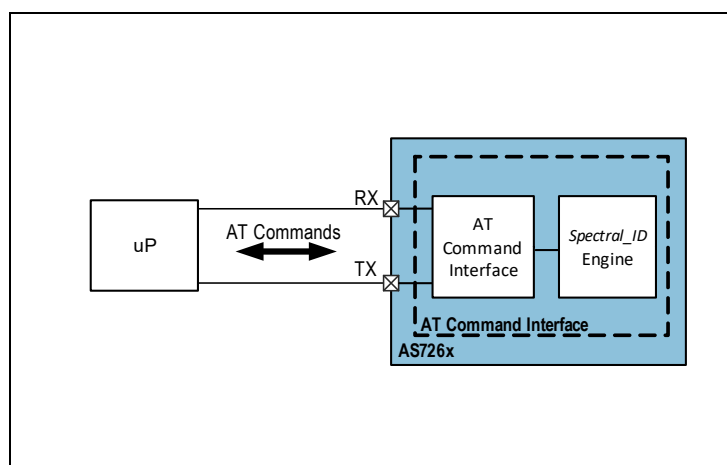 uP
AT Commands
RX
TX
AT
Command
Interface
Spectral_ID
Engine
AT Command Interface
AS726x